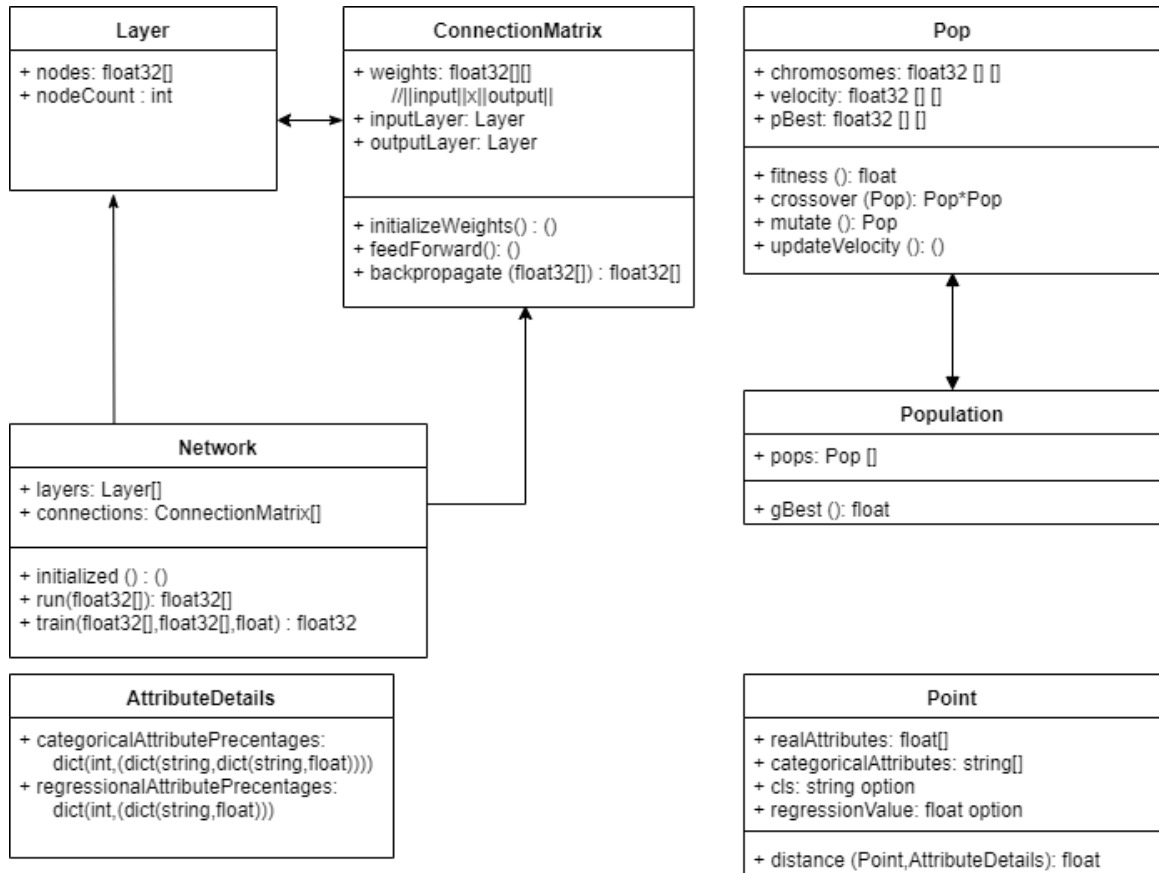 Layer
+ nodes: float32[]
+ nodeCount : int
ConnectionMatrix
+ weights: float32[][]
//||input||x||output||
+ inputLayer: Layer
+ outputLayer: Layer
+ initializeWeights() : ()
+ feedForward(): ()
+ backpropagate (float32[]) : float32[]
Pop
+ chromosomes: float32 [] []
+ velocity: float32 [] []
+ pBest: float32 [] []
+ fitness (): float
+ crossover (Pop): Pop*Pop
+ mutate (): Pop
+ updateVelocity (): ()
Network
+ layers: Layer[]
+ connections: ConnectionMatrix[]
+ initialized () : ()
+ run(float32[]): float32[]
+ train(float32[],float32[],float) : float32
Population
+ pops: Pop []
+ gBest (): float
AttributeDetails
+ categoricalAttributePrecentages:
dict(int,(dict(string,dict(string,float))))
+ regressionalAttributePrecentages:
dict(int,(dict(string,float)))
Point
+ realAttributes: float[]
+ categoricalAttributes: string[]
+ cls: string option
+ regressionValue: float option
+ distance (Point,AttributeDetails): float